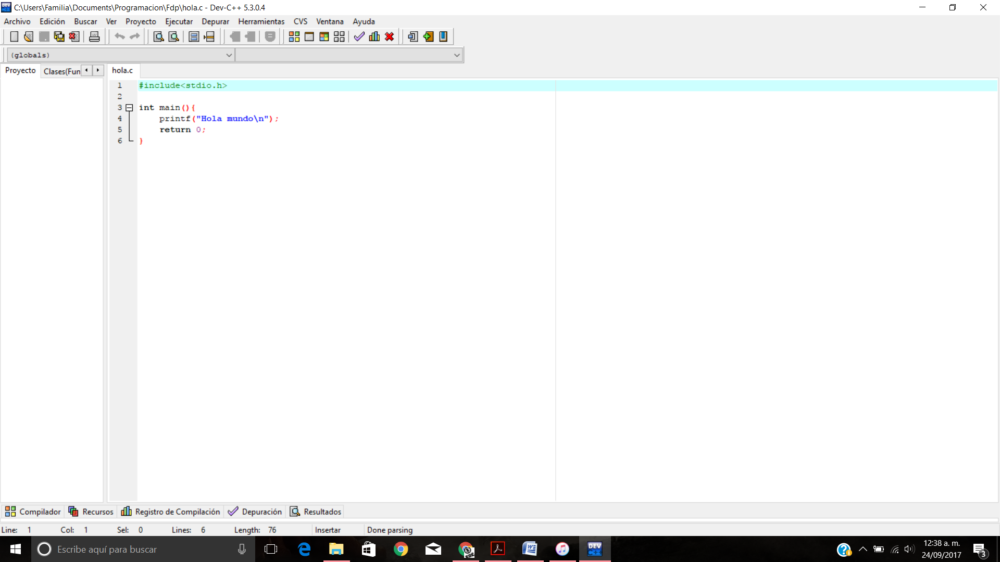 C:\Users\Familia\Documents\Programacion\Fdp\hola.c - Dev-C++ 5.3.0.4
Archivo Edición Buscar Ver Proyecto Ejecutar Depurar Herramientas CVS Ventana Ayuda
(globals)
Proyecto Clases(Fun hola.c
1 #include<stdio.h>
2
3 int main(){
4 printf("Hola mundo\n");
5 return 0;
6 }
Compilador Recursos Registro de Compilación Depuración Resultados
Line: 1 Col: 1 Sel: 0 Lines: 6 Length: 76 Insertar Done parsing
Escribe aquí para buscar
DEV C++
12:38 a. m.
24/09/2017
3